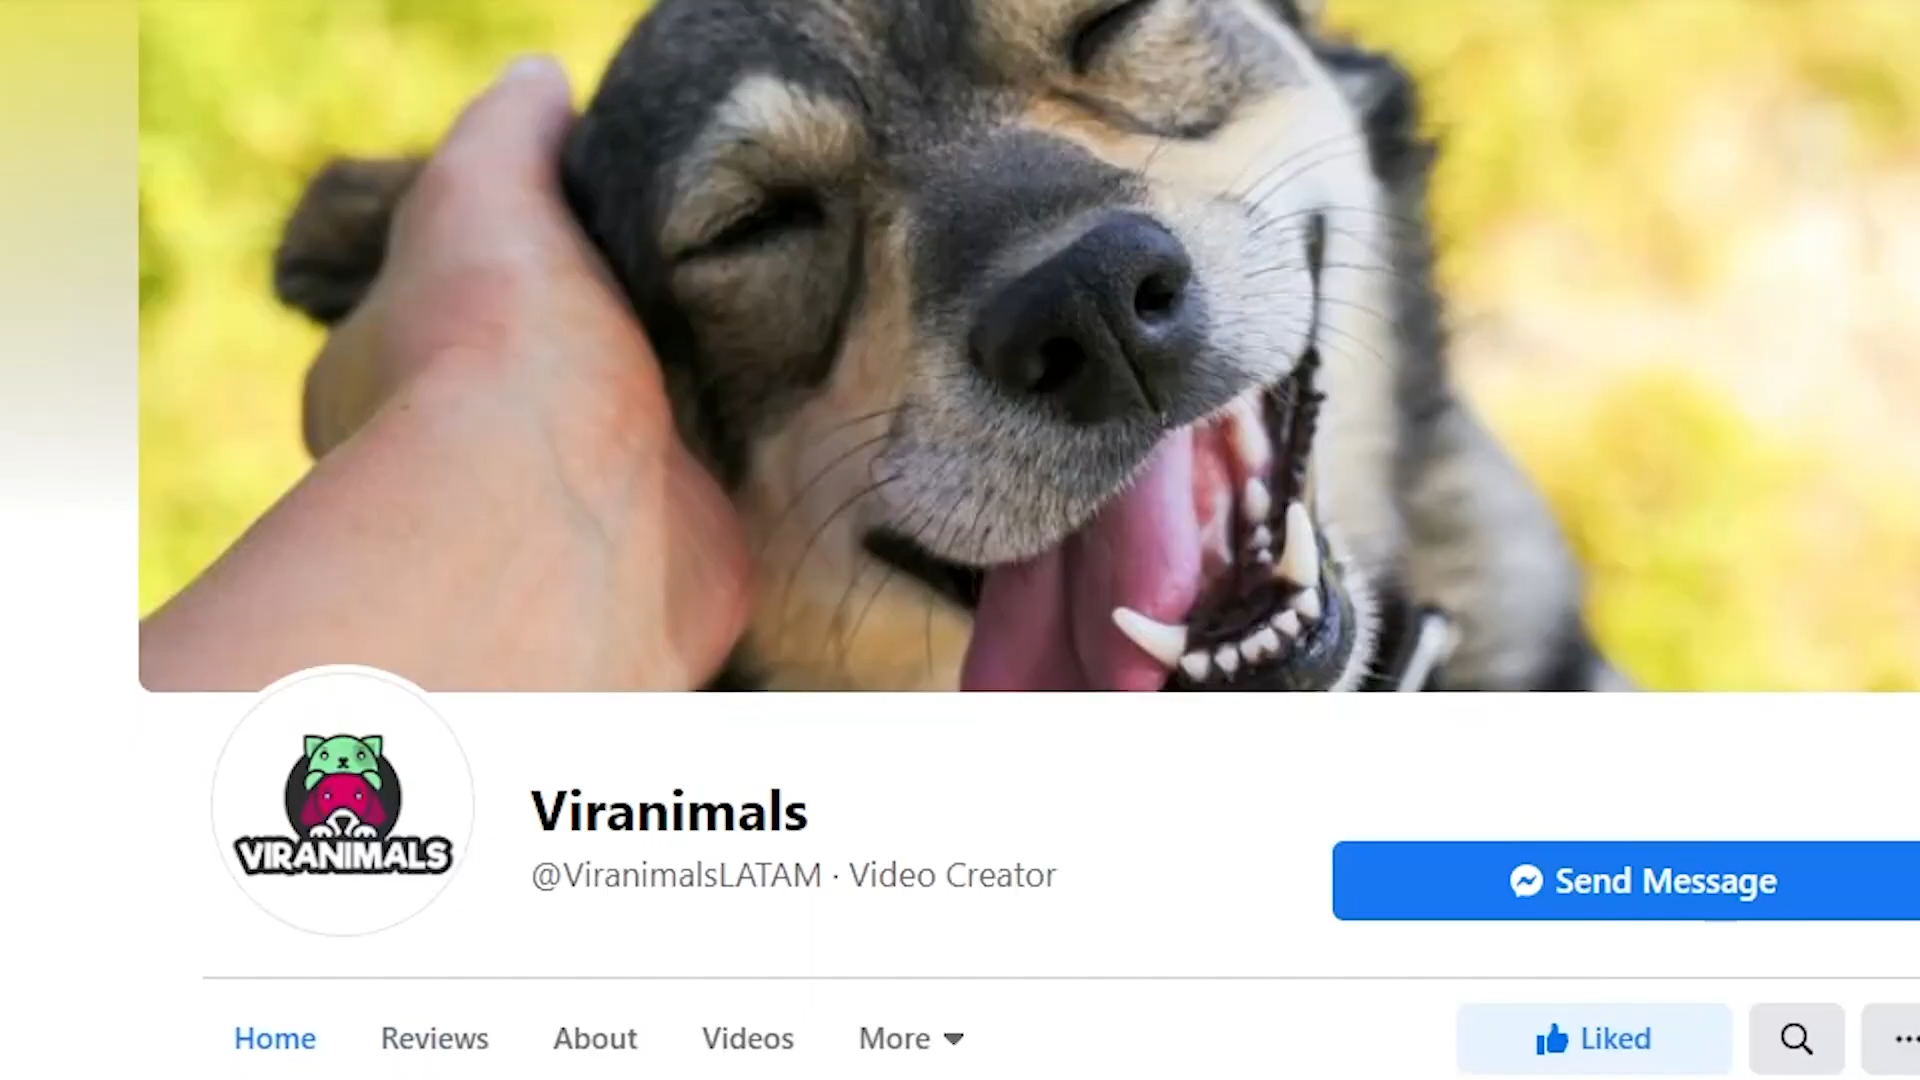 VIRANIMALS
Viranimals
@ViranimalsLATAM · Video Creator
Send Message
Home Reviews About Videos More
Liked